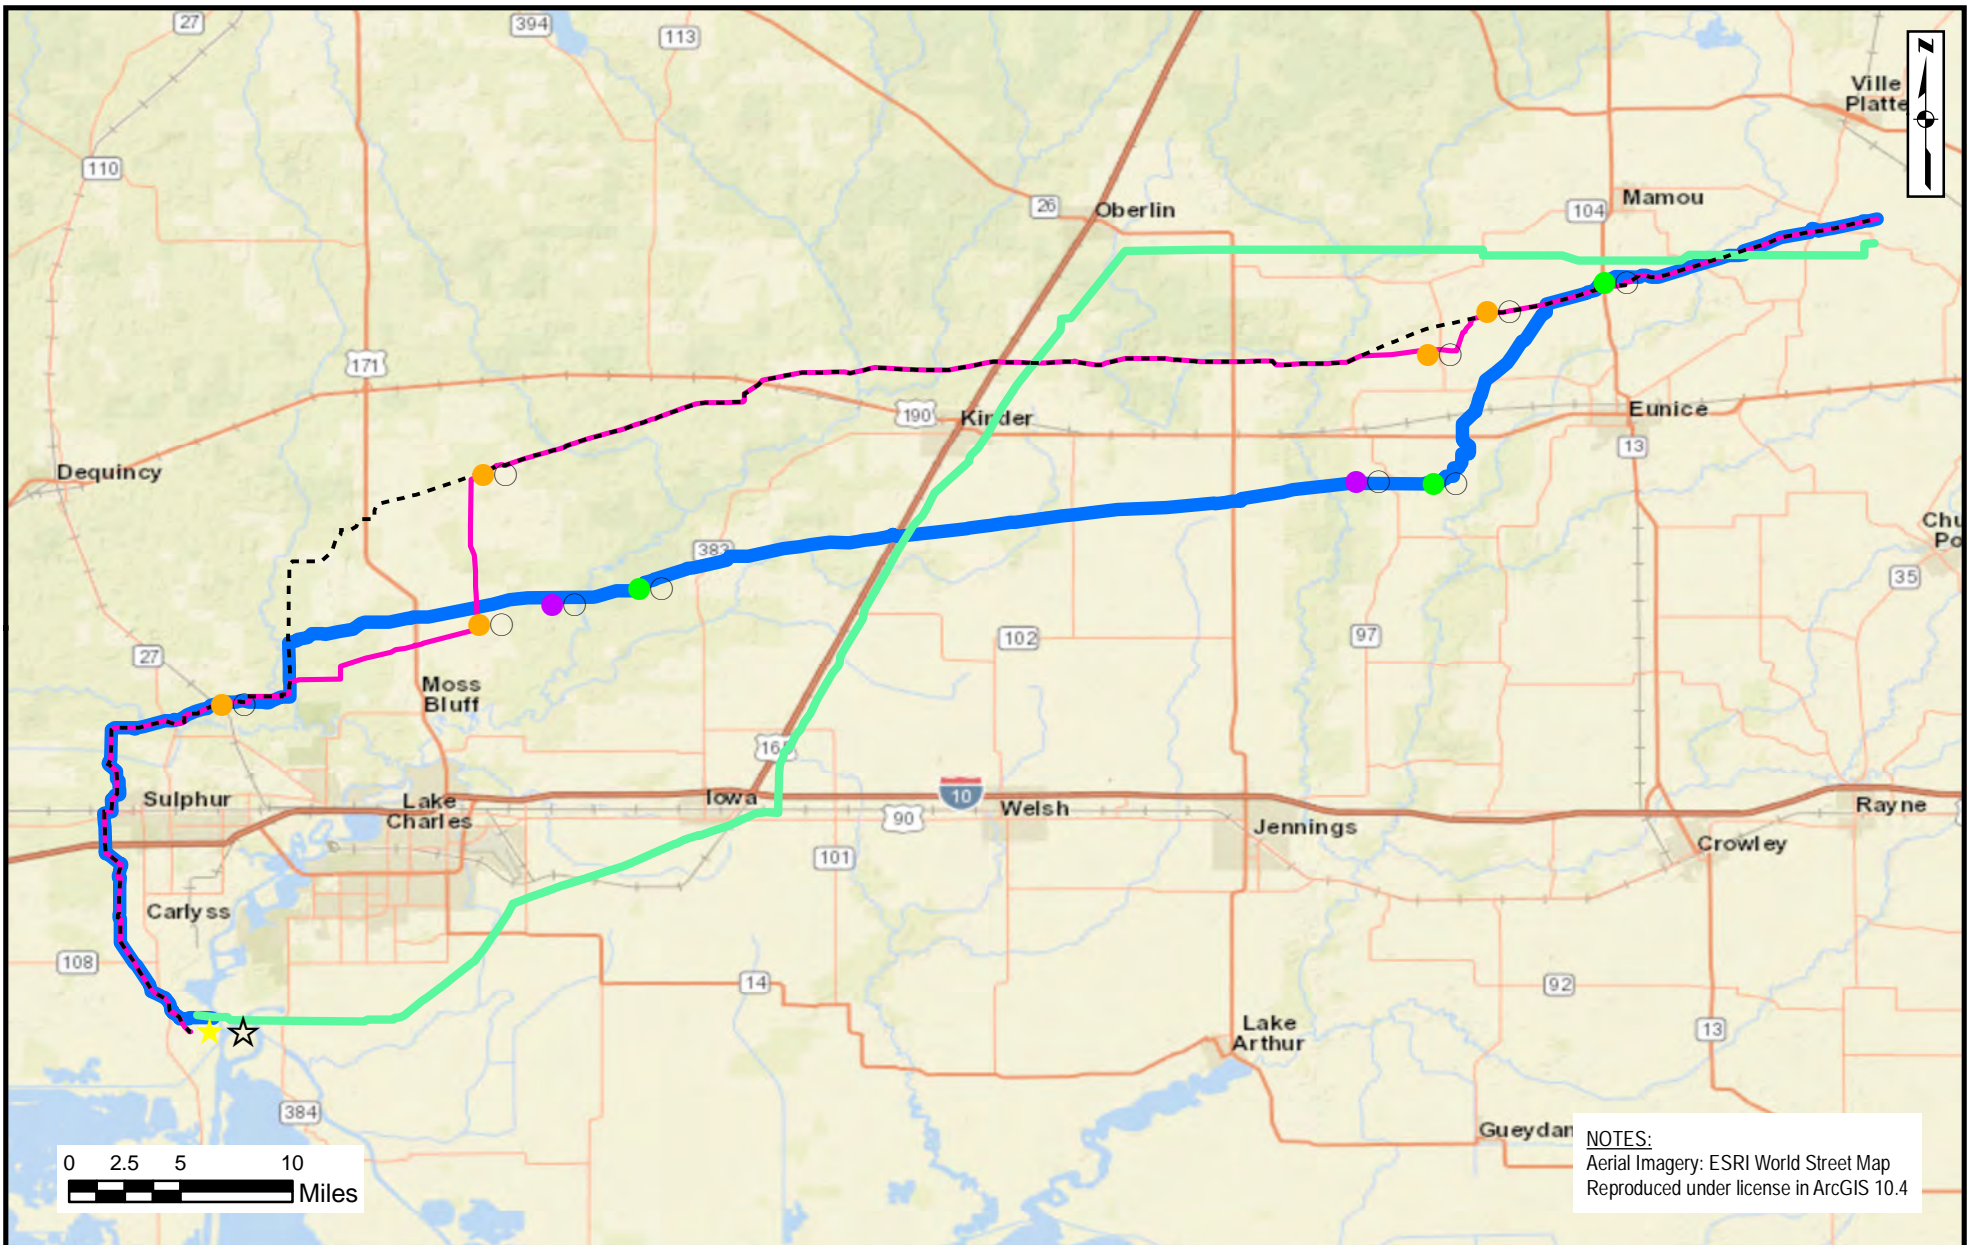 27
394
113
N
Ville
Platte
110
26
Oberlin
104
Mamou
171
190
Kinder
Eunice
13
Dequincy
383
35
102
97
27
Moss
Bluff
165
Sulphur
Lake
Charles
Iowa
10
90
Welsh
Jennings
Rayne
Crowley
101
Carlyss
108
14
92
13
Lake
Arthur
384
Gueydan
0 2.5 5 10
Miles
NOTES:
Aerial Imagery: ESRI World Street Map
Reproduced under license in ArcGIS 10.4